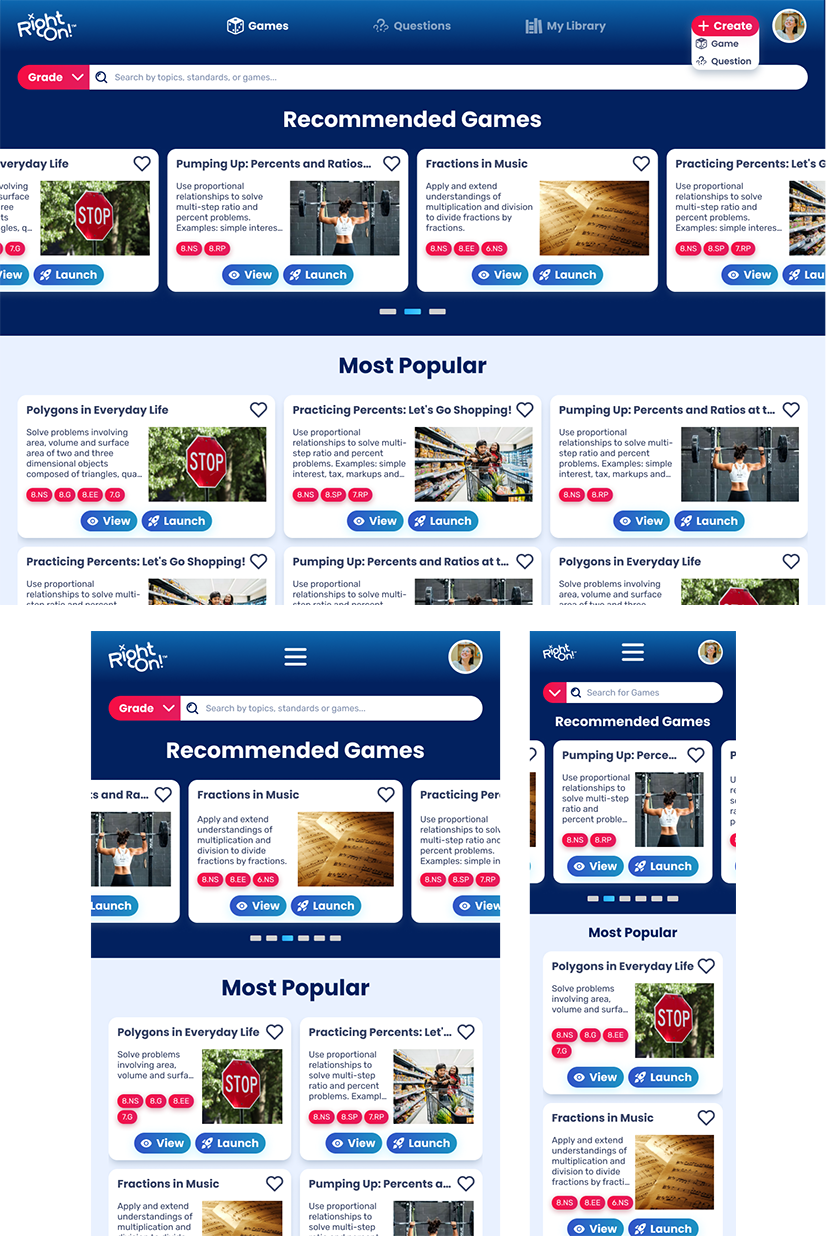 Right On!™
Games
Questions
My Library
+ Create
Game
Question
Grade
Search by topics, standards, or games...
Recommended Games
veryday Life
volving
surface
hree
ts
gles, q...
7.G
View
Launch
Pumping Up: Percents and Ratios...
Use proportional
relationships to solve
multi-step ratio and
percent problems.
Examples: simple interes...
8.NS 8.RP
View
Launch
Fractions in Music
Apply and extend
understandings of
multiplication and division
to divide fractions by
fractions.
8.NS 8.EE 6.NS
View
Launch
Practicing Percents: Let's G
Use proportional
relationships to solve
multi-step ratio and
percent problems.
Examples: simple interes...
8.NS 8.SP 7.RP
View
Lau
STOP
Most Popular
Polygons in Everyday Life
Solve problems involving
area, volume and surface
area of two and three
dimensional objects
composed of triangles, qua...
STOP
8.NS 8.G 8.EE 7.G
View
Launch
Practicing Percents: Let's Go Shopping!
Use proportional
relationships to solve multi-
step ratio and percent
problems. Examples: simple
interest, tax, markups and...
8.NS 8.SP 7.RP
View
Launch
Pumping Up: Percents and Ratios at t...
Use proportional
relationships to solve multi-
step ratio and percent
problems. Examples: simple
interest, tax, markups and...
8.NS 8.RP
View
Launch
Practicing Percents: Let's Go Shopping!
Use proportional
relationships to solve multi-
step ratio and percent
Pumping Up: Percents and Ratios at t...
Use proportional
relationships to solve multi-
step ratio and percent
Polygons in Everyday Life
Solve problems involving
area, volume and surface
area of two and three
Right On!™
Grade
Search by topics, standards or games...
Recommended Games
ts and Ra...
Launch
Fractions in Music
Apply and extend
understandings of
multiplication and
division to divide
fractions by fractions.
8.NS 8.EE 6.NS
View
Launch
Practicing Per
Use proportional
relationships to solv
multi-step ratio and
percent problems.
Examples: simple in
8.NS 8.SP 7.RP
View
Most Popular
Polygons in Everyday Life
Solve problems
involving area,
volume and surfa...
STOP
8.NS 8.G 8.EE
7.G
View
Launch
Practicing Percents: Let'...
Use proportional
relationships to
solve multi-step
ratio and percent
problems. Exampl...
8.NS 8.SP 7.RP
View
Launch
Fractions in Music
Apply and extend
understandings of
multiplication and
division to divide
Pumping Up: Percents a...
Use proportional
relationships to
solve multi-step
ratio and percent
Right On!™
Search for Games
Recommended Games
Pumping Up: Perce...
Use proportional
relationships to
solve multi-step
ratio and
percent proble...
8.NS 8.RP
View
Launch
Most Popular
Polygons in Everyday Life
Solve problems
involving area,
volume and surfa...
STOP
8.NS 8.G 8.EE
7.G
View
Launch
Fractions in Music
Apply and extend
understandings of
multiplication and
division to divide
fractions by fracti...
8.NS 8.EE 6.NS
View
Launch